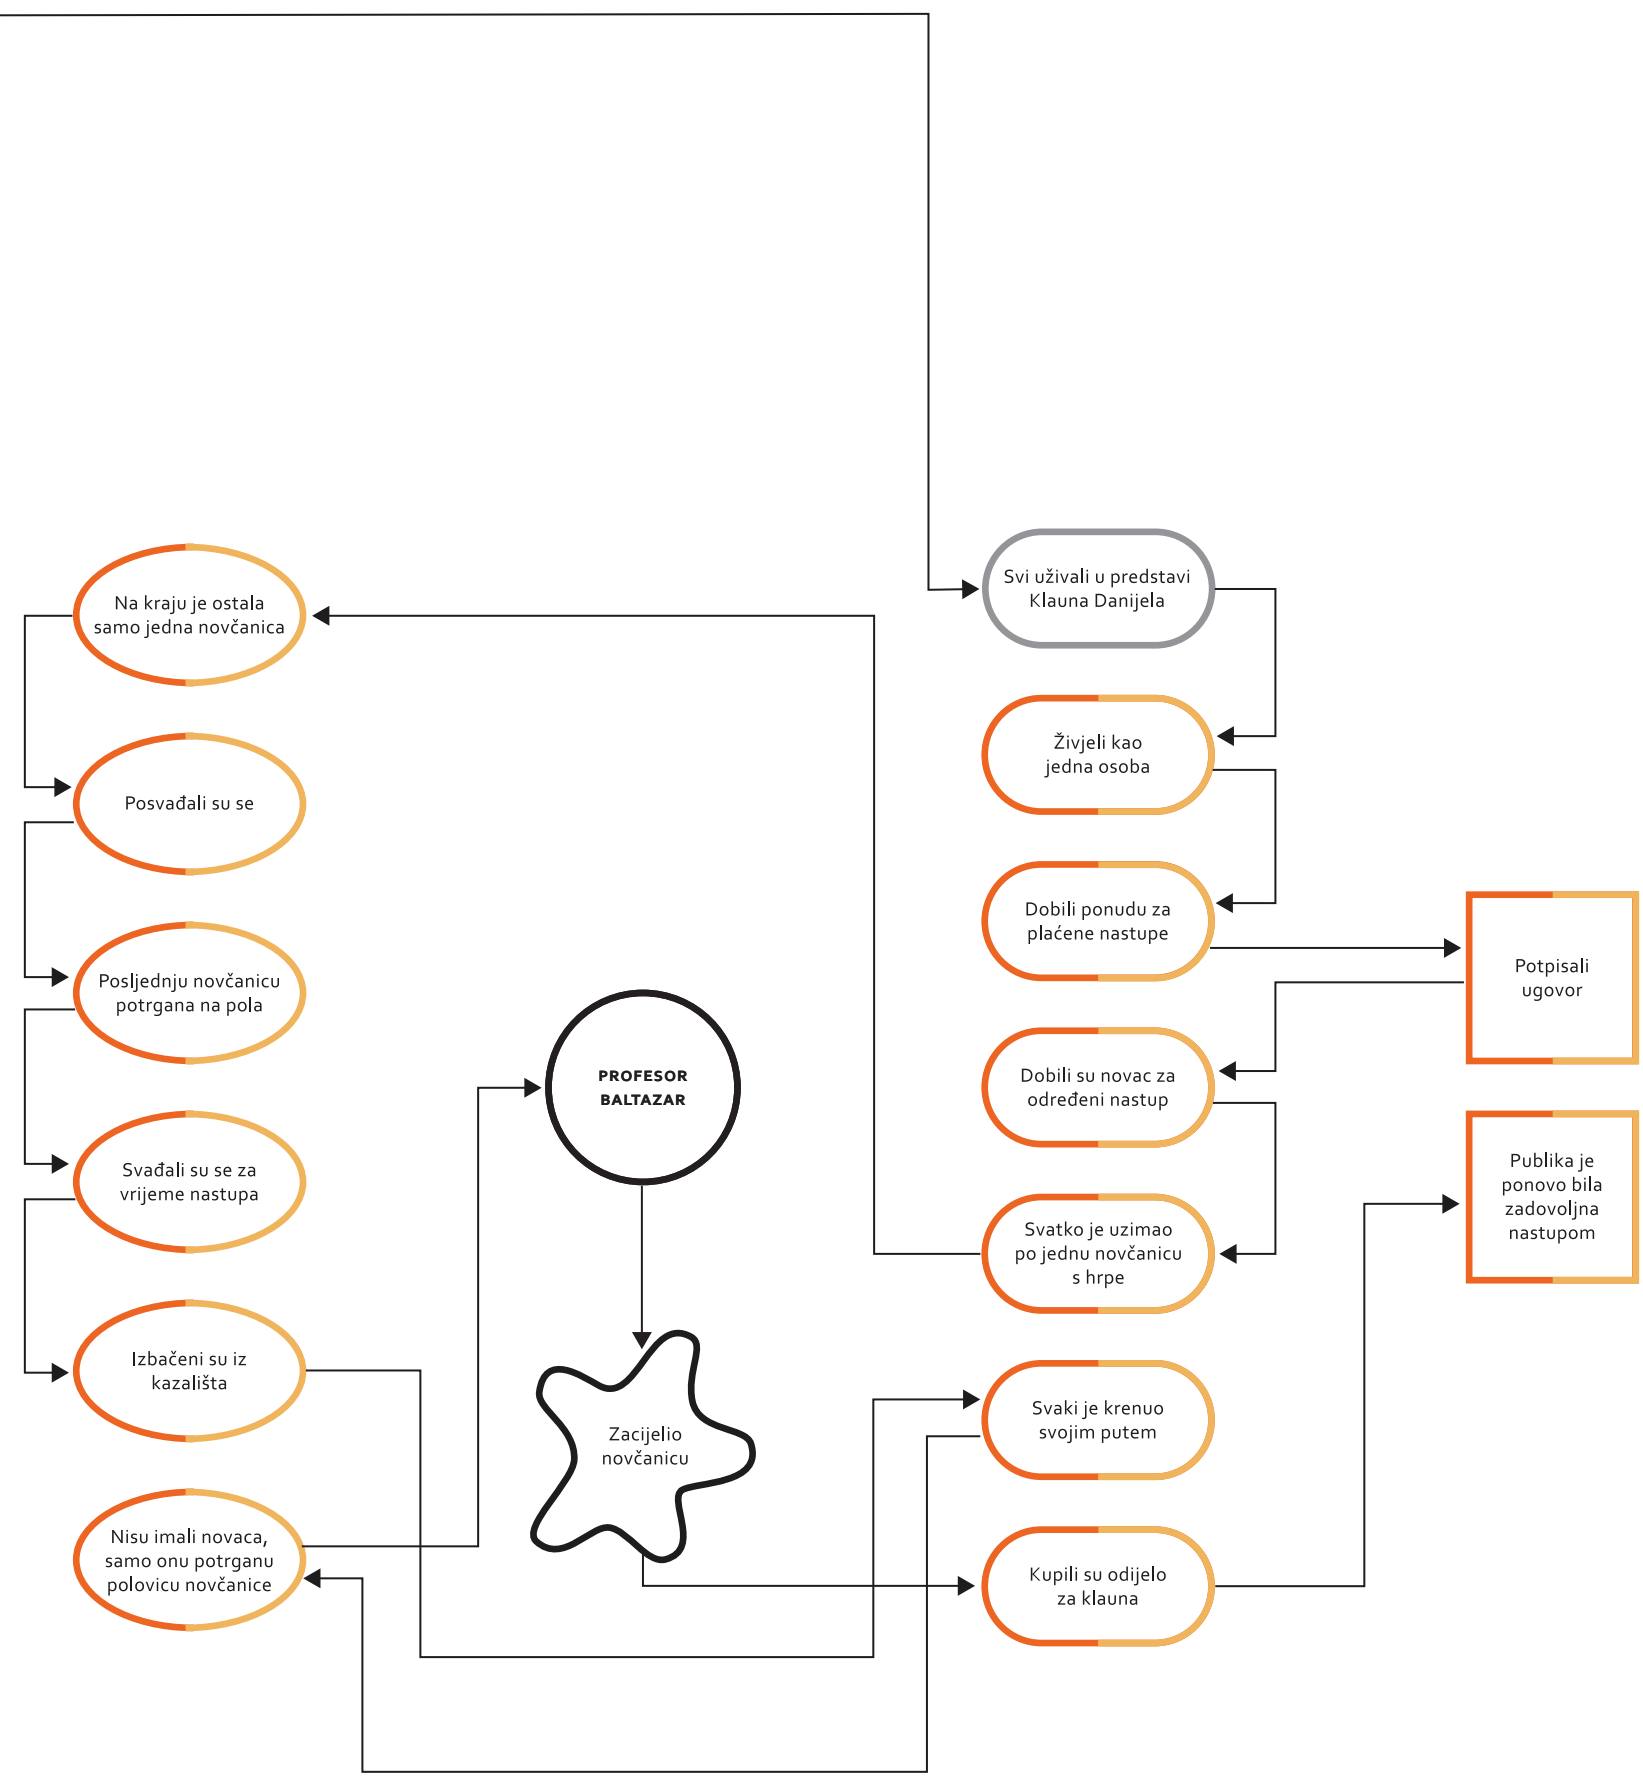 Na kraju je ostala
samo jedna novčanica
Posvađali su se
Posljednju novčanicu
potrgana na pola
Svađali su se za
vrijeme nastupa
Izbačeni su iz
kazališta
Nisu imali novaca,
samo onu potrganu
polovicu novčanice
PROFESOR
BALTAZAR
Zacijelio
novčanicu
Svi uživali u predstavi
Klauna Danijela
Živjeli kao
jedna osoba
Dobili ponudu za
plaćene nastupe
Dobili su novac za
određeni nastup
Svatko je uzimao
po jednu novčanicu
s hrpe
Svaki je krenuo
svojim putem
Kupili su odijelo
za klauna
Potpisali
ugovor
Publika je
ponovo bila
zadovoljna
nastupom